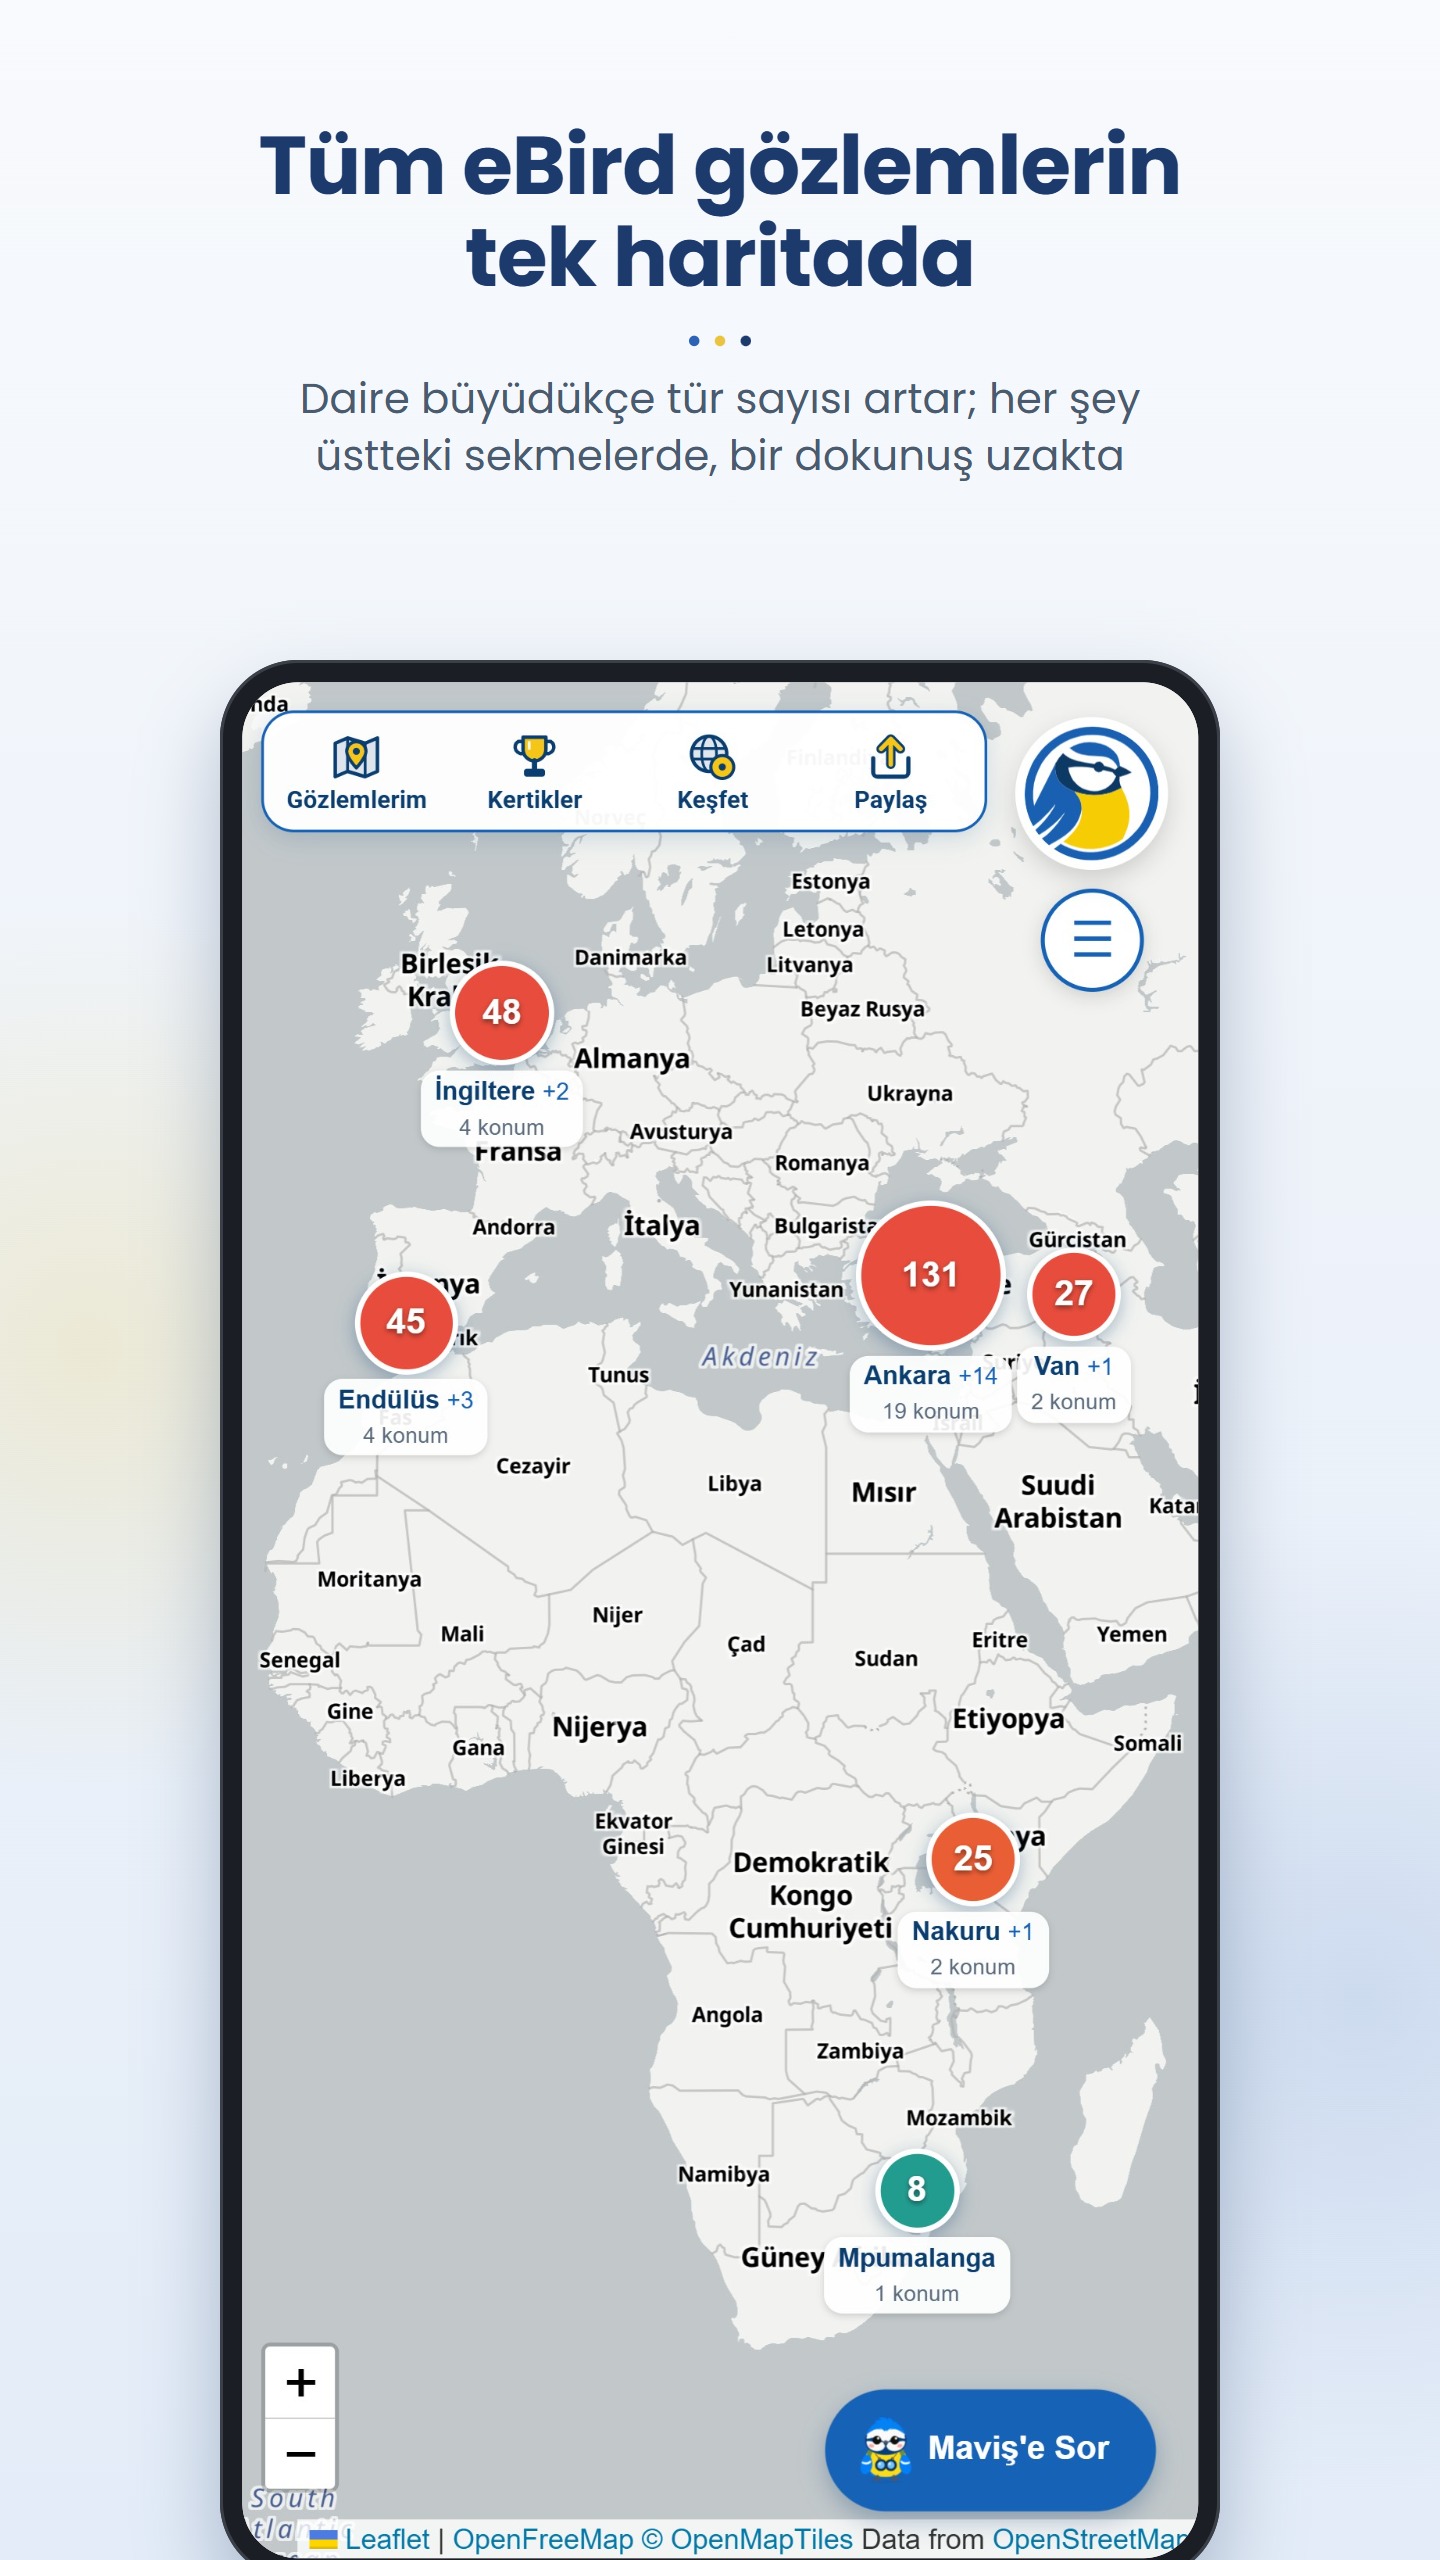 Tüm eBird gözlemlerin
tek haritada
Daire büyüdükçe tür sayısı artar; her şey
üstteki sekmelerde, bir dokunuş uzakta
Gözlemlerim
Kertikler
Keşfet
Paylaş
Norveç
Estonya
Letonya
Danimarka
Litvanya
Beyaz Rusya
48
Almanya
İngiltere +2
4 konum
Ukrayna
Avusturya
Fransa
Romanya
Andorra
İtalya
Gürcistan
131
27
Yunanistan
45
Akdeniz
Tunus
Ankara +14
19 konum
Van +1
2 konum
Endülüs +3
Fas
4 konum
İsrail
Cezayir
Libya
Mısır
Suudi
Arabistan
Moritanya
Nijer
Mali
Çad
Eritre
Yemen
Senegal
Sudan
Gine
Nijerya
Etiyopya
Gana
Somali
Liberya
Ekvator
Ginesi
25
Demokratik
Kongo
Cumhuriyeti
Nakuru +1
2 konum
Angola
Zambiya
Mozambik
Namibya
8
Güney
Mpumalanga
1 konum
+
−
Maviş'e Sor
South
Leaflet | OpenFreeMap © OpenMapTiles Data from OpenStreetMap